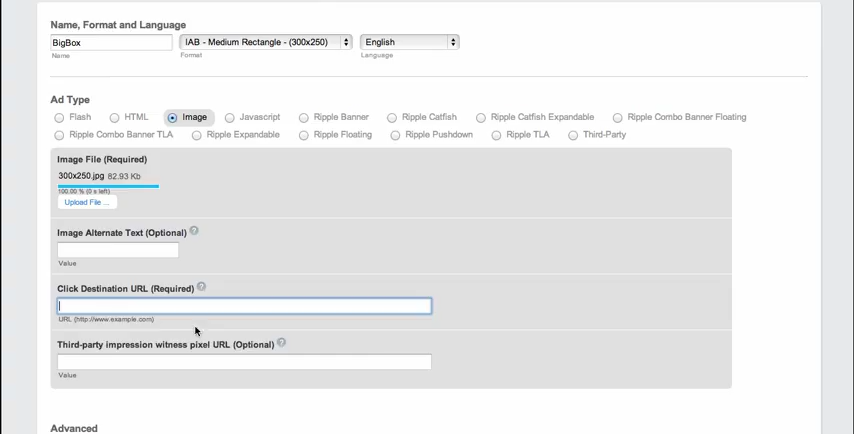 Name, Format and Language
BigBox IAB - Medium Rectangle - (300x250) English
Name Format Language
Ad Type
Flash HTML Image Javascript Ripple Banner Ripple Catfish Ripple Catfish Expandable Ripple Combo Banner Floating
Ripple Combo Banner TLA Ripple Expandable Ripple Floating Ripple Pushdown Ripple TLA Third-Party
Image File (Required)
300x250.jpg 82.93 Kb
100.00 % (0 s left)
Upload File ...
Image Alternate Text (Optional) ?
Value
Click Destination URL (Required) ?
URL (http://www.example.com)
Third-party impression witness pixel URL (Optional) ?
Value
Advanced